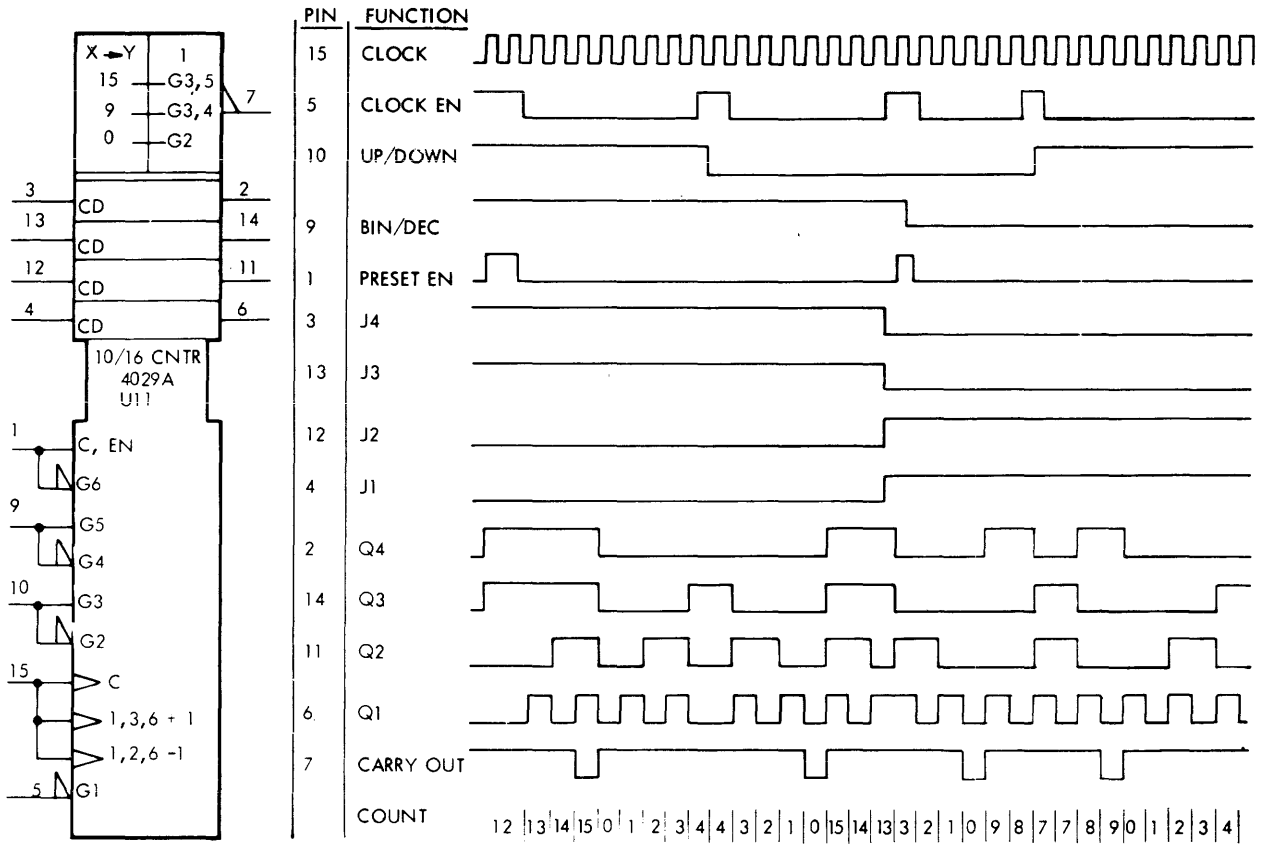 X → Y 1
15 G3,5
9 G3,4
0 G2
7
3 CD 2
13 CD 14
12 CD 11
4 CD 6
10/16 CNTR
4029A
U11
1 C, EN
G6
9 G5
G4
10 G3
G2
15 C
1,3,6 + 1
1,2,6 -1
5 G1
PIN FUNCTION
15 CLOCK
5 CLOCK EN
10 UP/DOWN
9 BIN/DEC
1 PRESET EN
3 J4
13 J3
12 J2
4 J1
2 Q4
14 Q3
11 Q2
6 Q1
7 CARRY OUT
COUNT 12 13 14 15 0 1 2 3 4 4 3 2 1 0 15 14 13 3 2 1 0 9 8 7 7 8 9 0 1 2 3 4